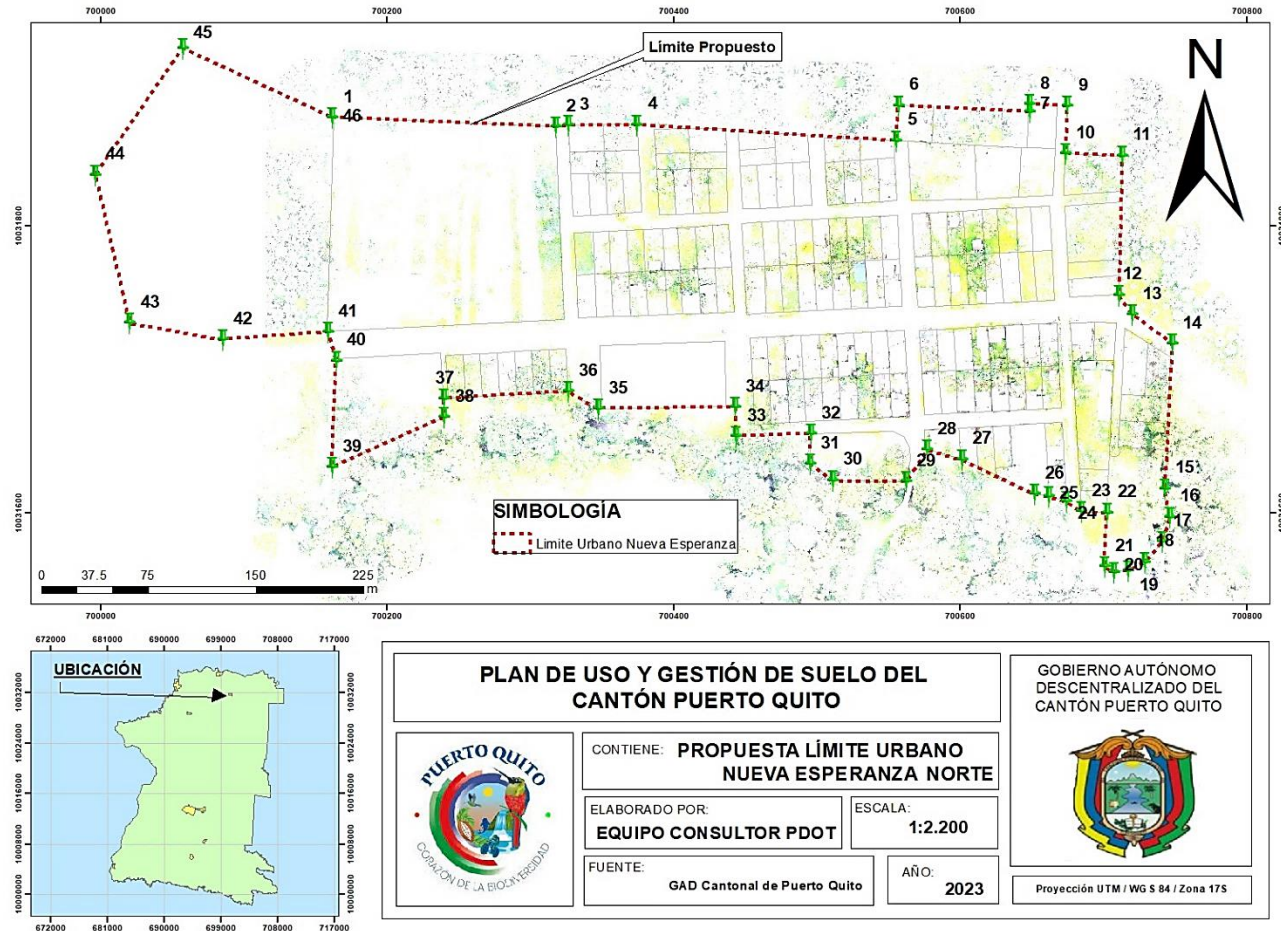 700000 700200 700400 700600 700800
45
Limite Propuesto
N
1
46
2 3 4
6
5
8
7
9
10
11
44
10031800
12
13
14
43
42
41
40
36
37
38
35
34
33
32
31
30
39
28
27
29
26
25
24
23
22
15
16
17
18
19
20
21
10031600
SIMBOLOGÍA
Limite Urbano Nueva Esperanza
0 37.5 75 150 225
m
700000 700200 700400 700600 700800
672000 681000 690000 699000 708000 717000
UBICACIÓN
10032000
10024000
10016000
10008000
10000000
10032000
10024000
10016000
10008000
10000000
672000 681000 690000 699000 708000 717000
PLAN DE USO Y GESTIÓN DE SUELO DEL
CANTÓN PUERTO QUITO
PUERTO QUITO
CORAZÓN DE LA BIODIVERSIDAD
CONTIENE: PROPUESTA LÍMITE URBANO
NUEVA ESPERANZA NORTE
ELABORADO POR:
EQUIPO CONSULTOR PDOT
ESCALA:
1:2.200
FUENTE:
GAD Cantonal de Puerto Quito
AÑO:
2023
GOBIERNO AUTÓNOMO
DESCENTRALIZADO DEL
CANTÓN PUERTO QUITO
Proyección UTM / WG S 84 / Zona 17S